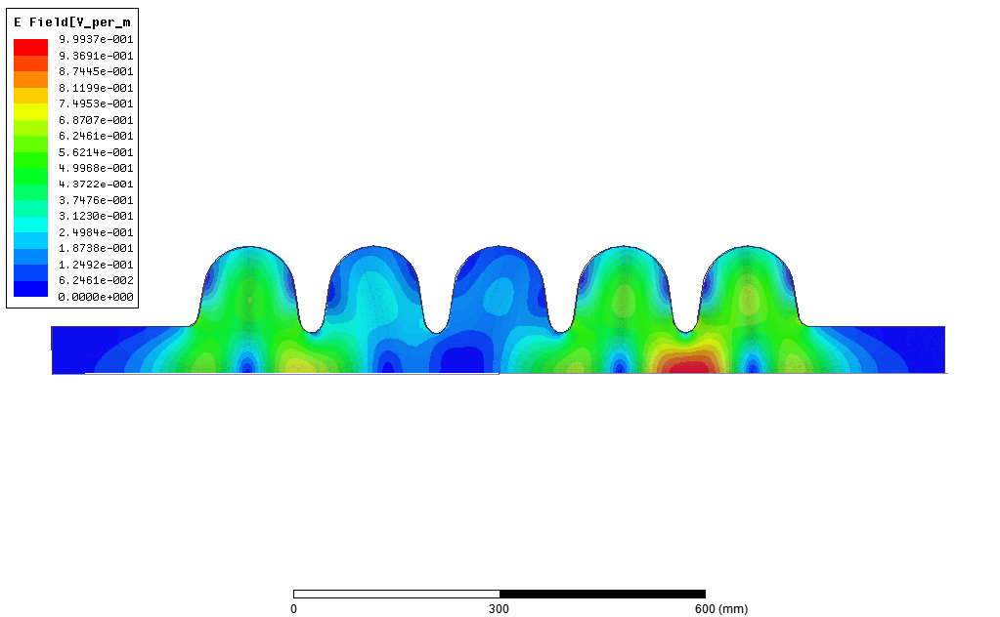 E Field[V_per_m
9.9937e-001
9.3691e-001
8.7445e-001
8.1199e-001
7.4953e-001
6.8707e-001
6.2461e-001
5.6214e-001
4.9968e-001
4.3722e-001
3.7476e-001
3.1230e-001
2.4984e-001
1.8738e-001
1.2492e-001
6.2461e-002
0.0000e+000
0 300 600 (mm)